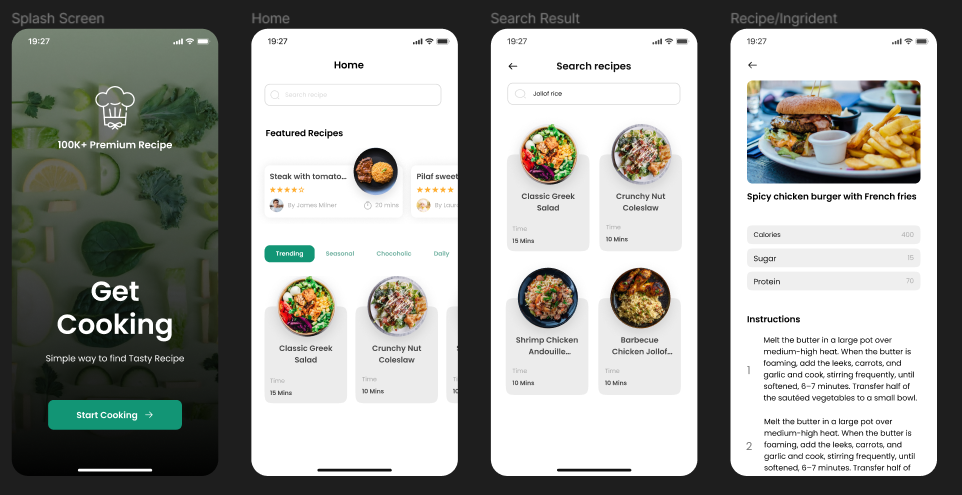 Splash Screen
19:27
100K+ Premium Recipe
Get
Cooking
Simple way to find Tasty Recipe
Start Cooking
Home
19:27
Home
Search recipe
Featured Recipes
Steak with tomato...
By James Milner
20 mins
Pilaf sweet
By Laura
Trending
Seasonal
Chocoholic
Daily
Classic Greek
Salad
Time
15 Mins
Crunchy Nut
Coleslaw
Time
10 Mins
Search Result
19:27
Search recipes
Jollof rice
Classic Greek
Salad
Time
15 Mins
Crunchy Nut
Coleslaw
Time
10 Mins
Shrimp Chicken
Andouille...
Time
10 Mins
Barbecue
Chicken Jollof...
Time
10 Mins
Recipe/Ingrident
19:27
Spicy chicken burger with French fries
Calories 400
Sugar 15
Protein 70
Instructions
1
Melt the butter in a large pot over
medium-high heat. When the butter is
foaming, add the leeks, carrots, and
garlic and cook, stirring frequently, until
softened, 6–7 minutes. Transfer half of
the sautéed vegetables to a small bowl.
2
Melt the butter in a large pot over
medium-high heat. When the butter is
foaming, add the leeks, carrots, and
garlic and cook, stirring frequently, until
softened, 6–7 minutes. Transfer half of